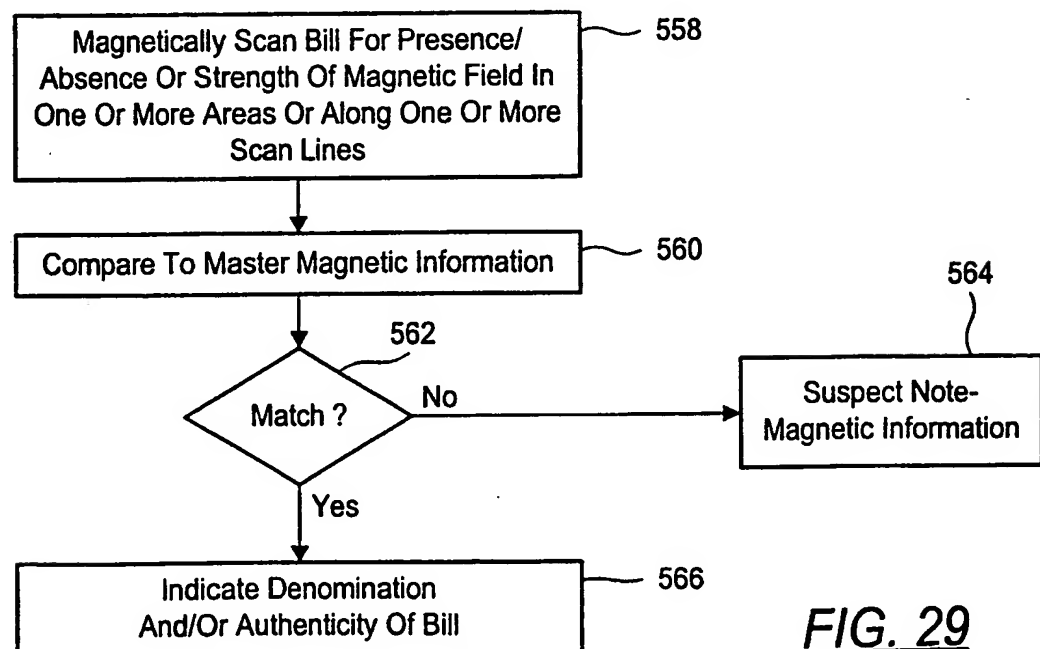 Magnetically Scan Bill For Presence/
Absence Or Strength Of Magnetic Field In
One Or More Areas Or Along One Or More
Scan Lines
558
Compare To Master Magnetic Information
560
562
Match ?
No
564
Suspect Note-
Magnetic Information
Yes
Indicate Denomination
And/Or Authenticity Of Bill
566
FIG. 29